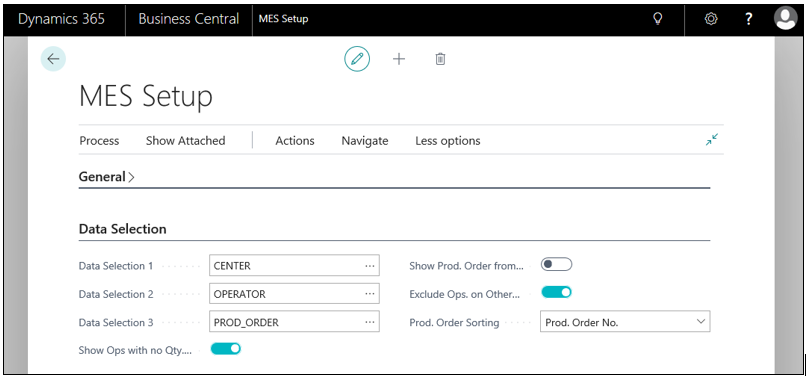 Dynamics 365 Business Central MES Setup ?
MES Setup
Process Show Attached Actions Navigate Less options
General
Data Selection
Data Selection 1 CENTER ... Show Prod. Order from...
Data Selection 2 OPERATOR ... Exclude Ops. on Other...
Data Selection 3 PROD_ORDER ... Prod. Order Sorting Prod. Order No.
Show Ops with no Qty....